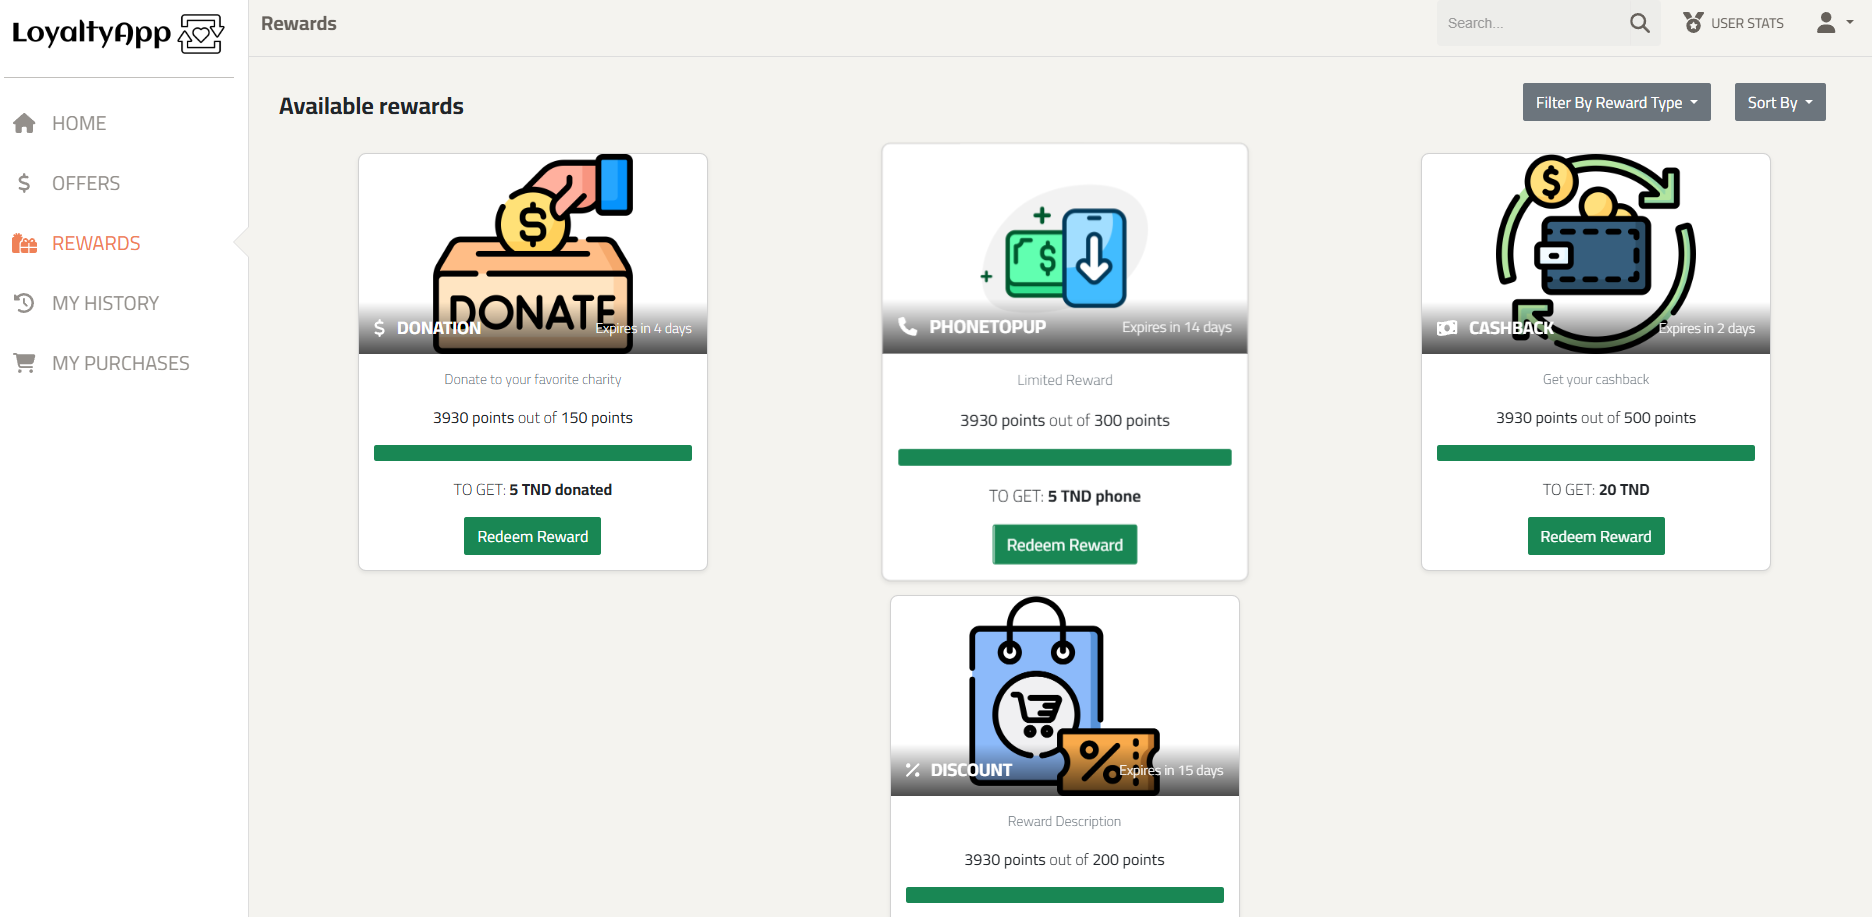 LoyaltyApp
Rewards
Search...
USER STATS
HOME
OFFERS
REWARDS
MY HISTORY
MY PURCHASES
Available rewards
Filter By Reward Type
Sort By
$
DONATE
$ DONATION
Expires in 4 days
Donate to your favorite charity
3930 points out of 150 points
TO GET: 5 TND donated
Redeem Reward
$
PHONETOPUP
Expires in 14 days
Limited Reward
3930 points out of 300 points
TO GET: 5 TND phone
Redeem Reward
$
CASHBACK
Expires in 2 days
Get your cashback
3930 points out of 500 points
TO GET: 20 TND
Redeem Reward
%
% DISCOUNT
Expires in 15 days
Reward Description
3930 points out of 200 points